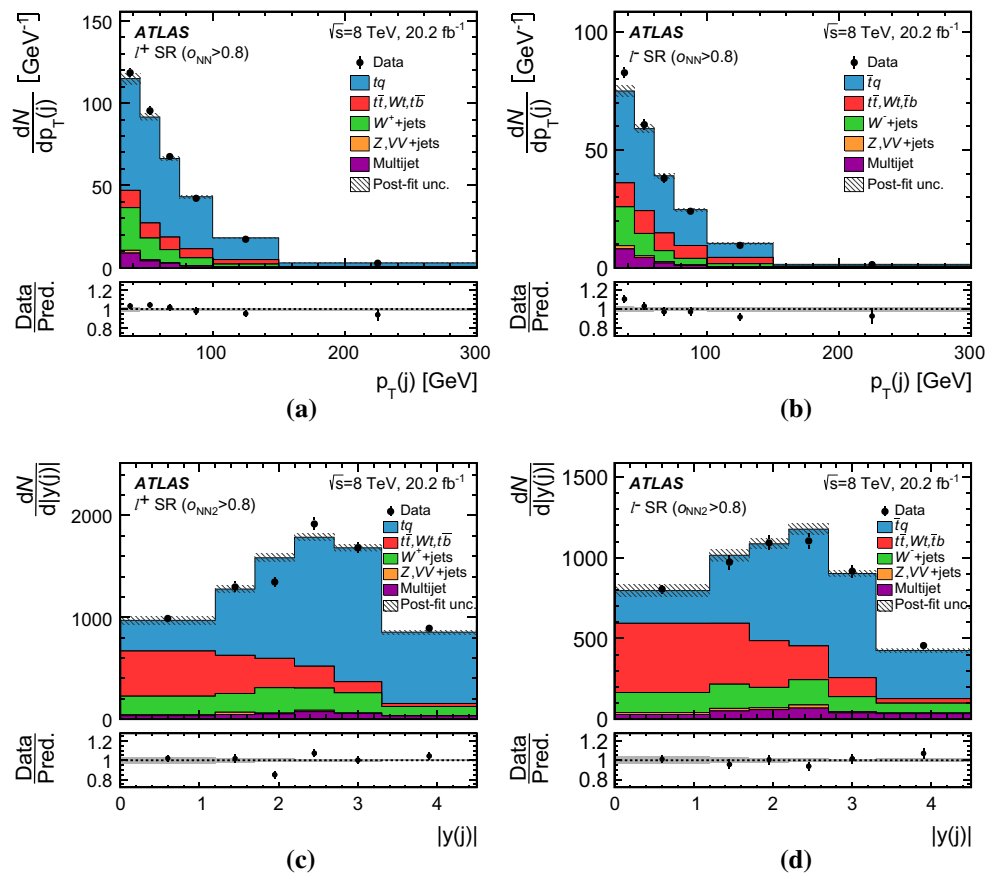 ATLAS √s=8 TeV, 20.2 fb⁻¹
l⁺ SR (o_NN>0.8)
Data
tq
tt̄,Wt,tb̄
W⁺+jets
Z,VV+jets
Multijet
Post-fit unc.
dN/dp_T(j) [GeV⁻¹]
150
100
50
0
Data/Pred.
1.2
1
0.8
100 200 300
p_T(j) [GeV]
(a)
ATLAS √s=8 TeV, 20.2 fb⁻¹
l⁻ SR (o_NN>0.8)
Data
t̄q
tt̄,Wt,t̄b
W⁻+jets
Z,VV+jets
Multijet
Post-fit unc.
dN/dp_T(j) [GeV⁻¹]
100
50
0
Data/Pred.
1.2
1
0.8
100 200 300
p_T(j) [GeV]
(b)
ATLAS √s=8 TeV, 20.2 fb⁻¹
l⁺ SR (o_NN2>0.8)
Data
tq
tt̄,Wt,tb̄
W⁺+jets
Z,VV+jets
Multijet
Post-fit unc.
dN/d|y(j)|
2000
1000
0
Data/Pred.
1.2
1
0.8
0 1 2 3 4
|y(j)|
(c)
ATLAS √s=8 TeV, 20.2 fb⁻¹
l⁻ SR (o_NN2>0.8)
Data
t̄q
tt̄,Wt,t̄b
W⁻+jets
Z,VV+jets
Multijet
Post-fit unc.
dN/d|y(j)|
1500
1000
500
0
Data/Pred.
1.2
1
0.8
0 1 2 3 4
|y(j)|
(d)